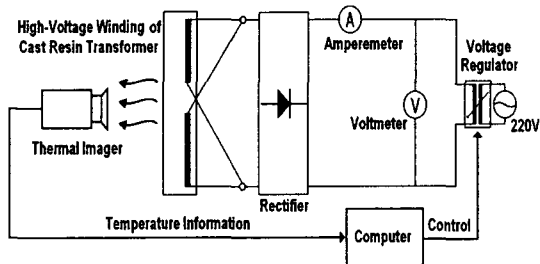 High-Voltage Winding of
Cast Resin Transformer
A
Amperemeter
Voltage
Regulator
V
Voltmeter
220V
Thermal Imager
Rectifier
Temperature Information
Computer
Control